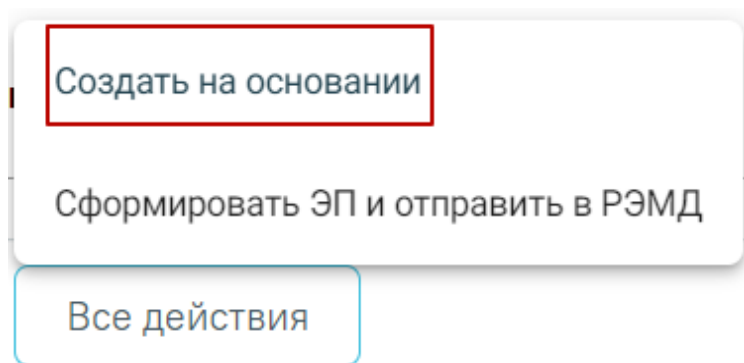 Создать на основании
Сформировать ЭП и отправить в РЭМД
Все действия